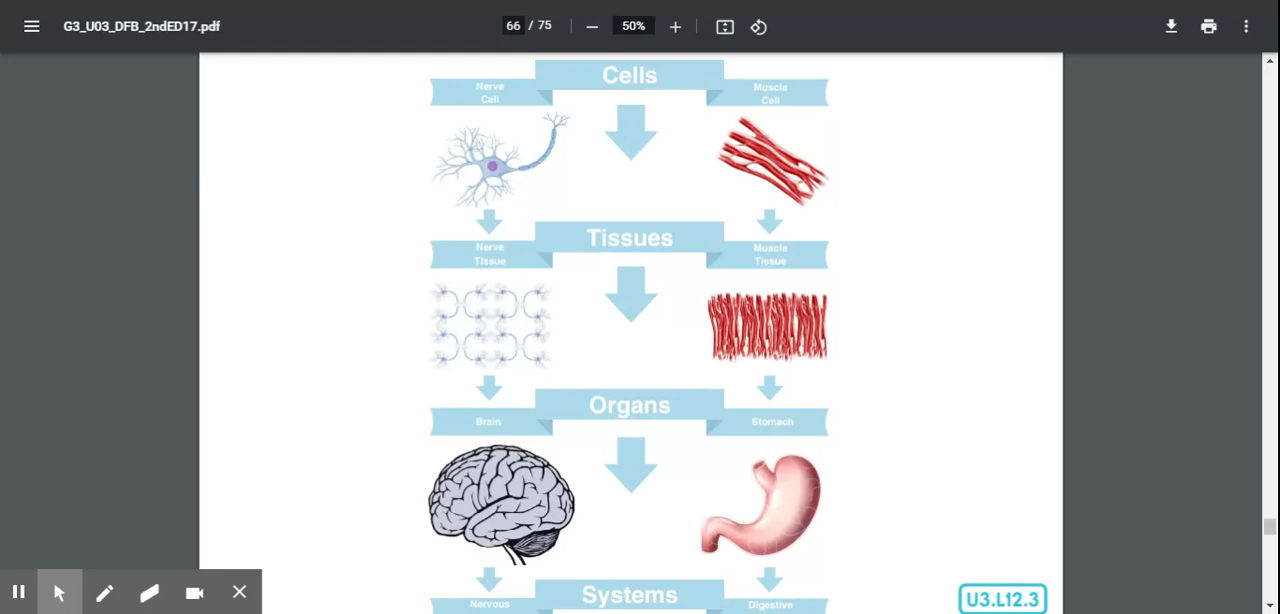 G3_U03_DFB_2ndED17.pdf
66 / 75
50%
Cells
Nerve
Cell
Muscle
Cell
Tissues
Nerve
Tissue
Muscle
Tissue
Organs
Brain
Stomach
Systems
Nervous
Digestive
U3.L12.3